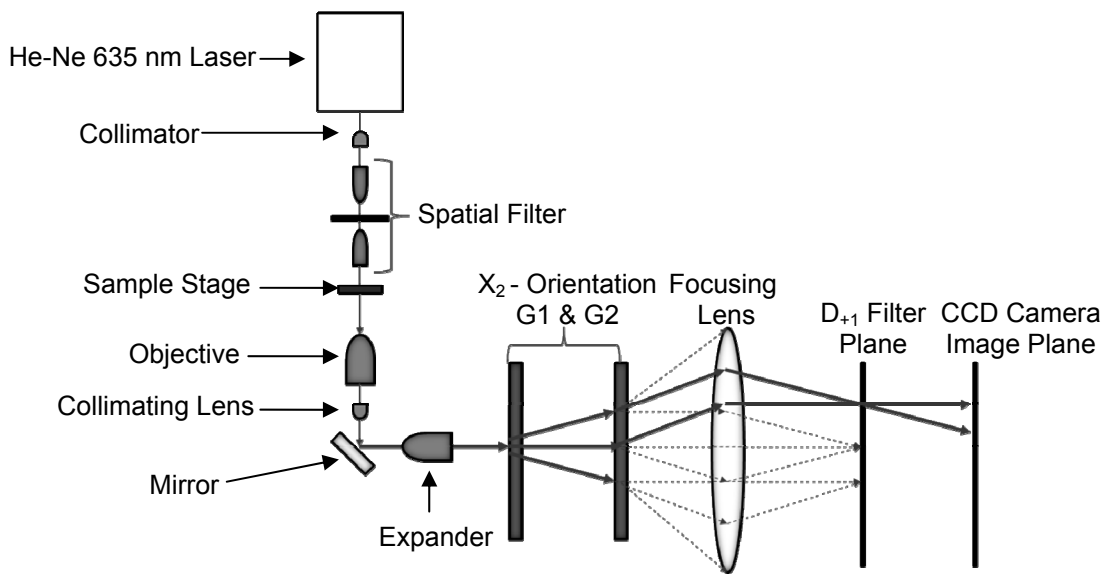 He-Ne 635 nm Laser
Collimator
Spatial Filter
Sample Stage
X₂ - Orientation
G1 & G2
Focusing
Lens
D₊₁ Filter
Plane
CCD Camera
Image Plane
Objective
Collimating Lens
Mirror
Expander